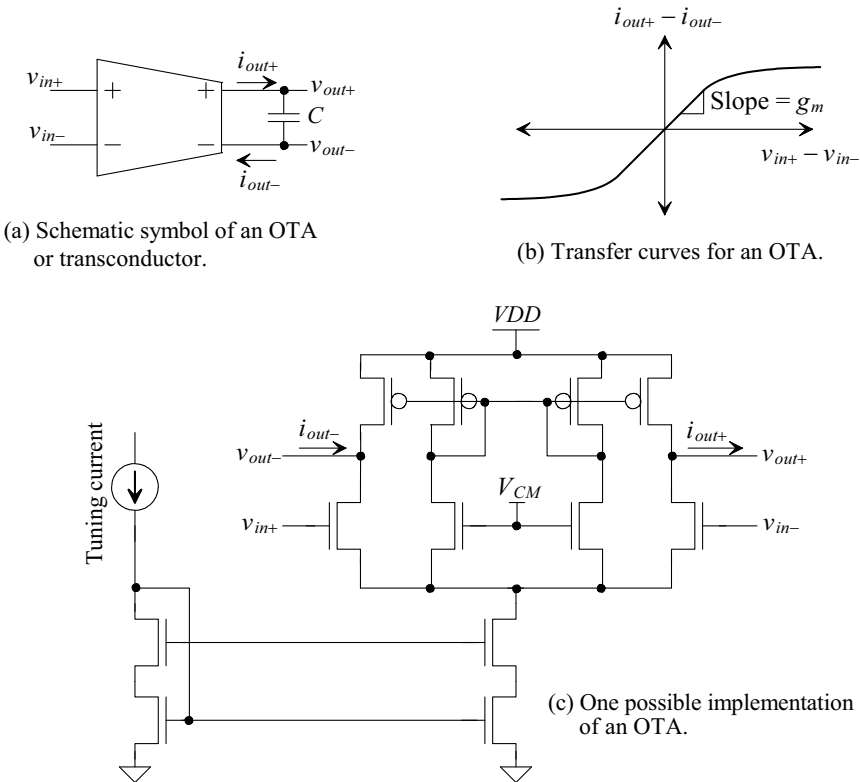 i_out+
v_in+
v_out+
C
v_in−
v_out−
i_out−
(a) Schematic symbol of an OTA
or transconductor.
i_out+ − i_out−
Slope = g_m
v_in+ − v_in−
(b) Transfer curves for an OTA.
VDD
i_out−
i_out+
v_out−
v_out+
Tuning current
V_CM
v_in+
v_in−
(c) One possible implementation
of an OTA.